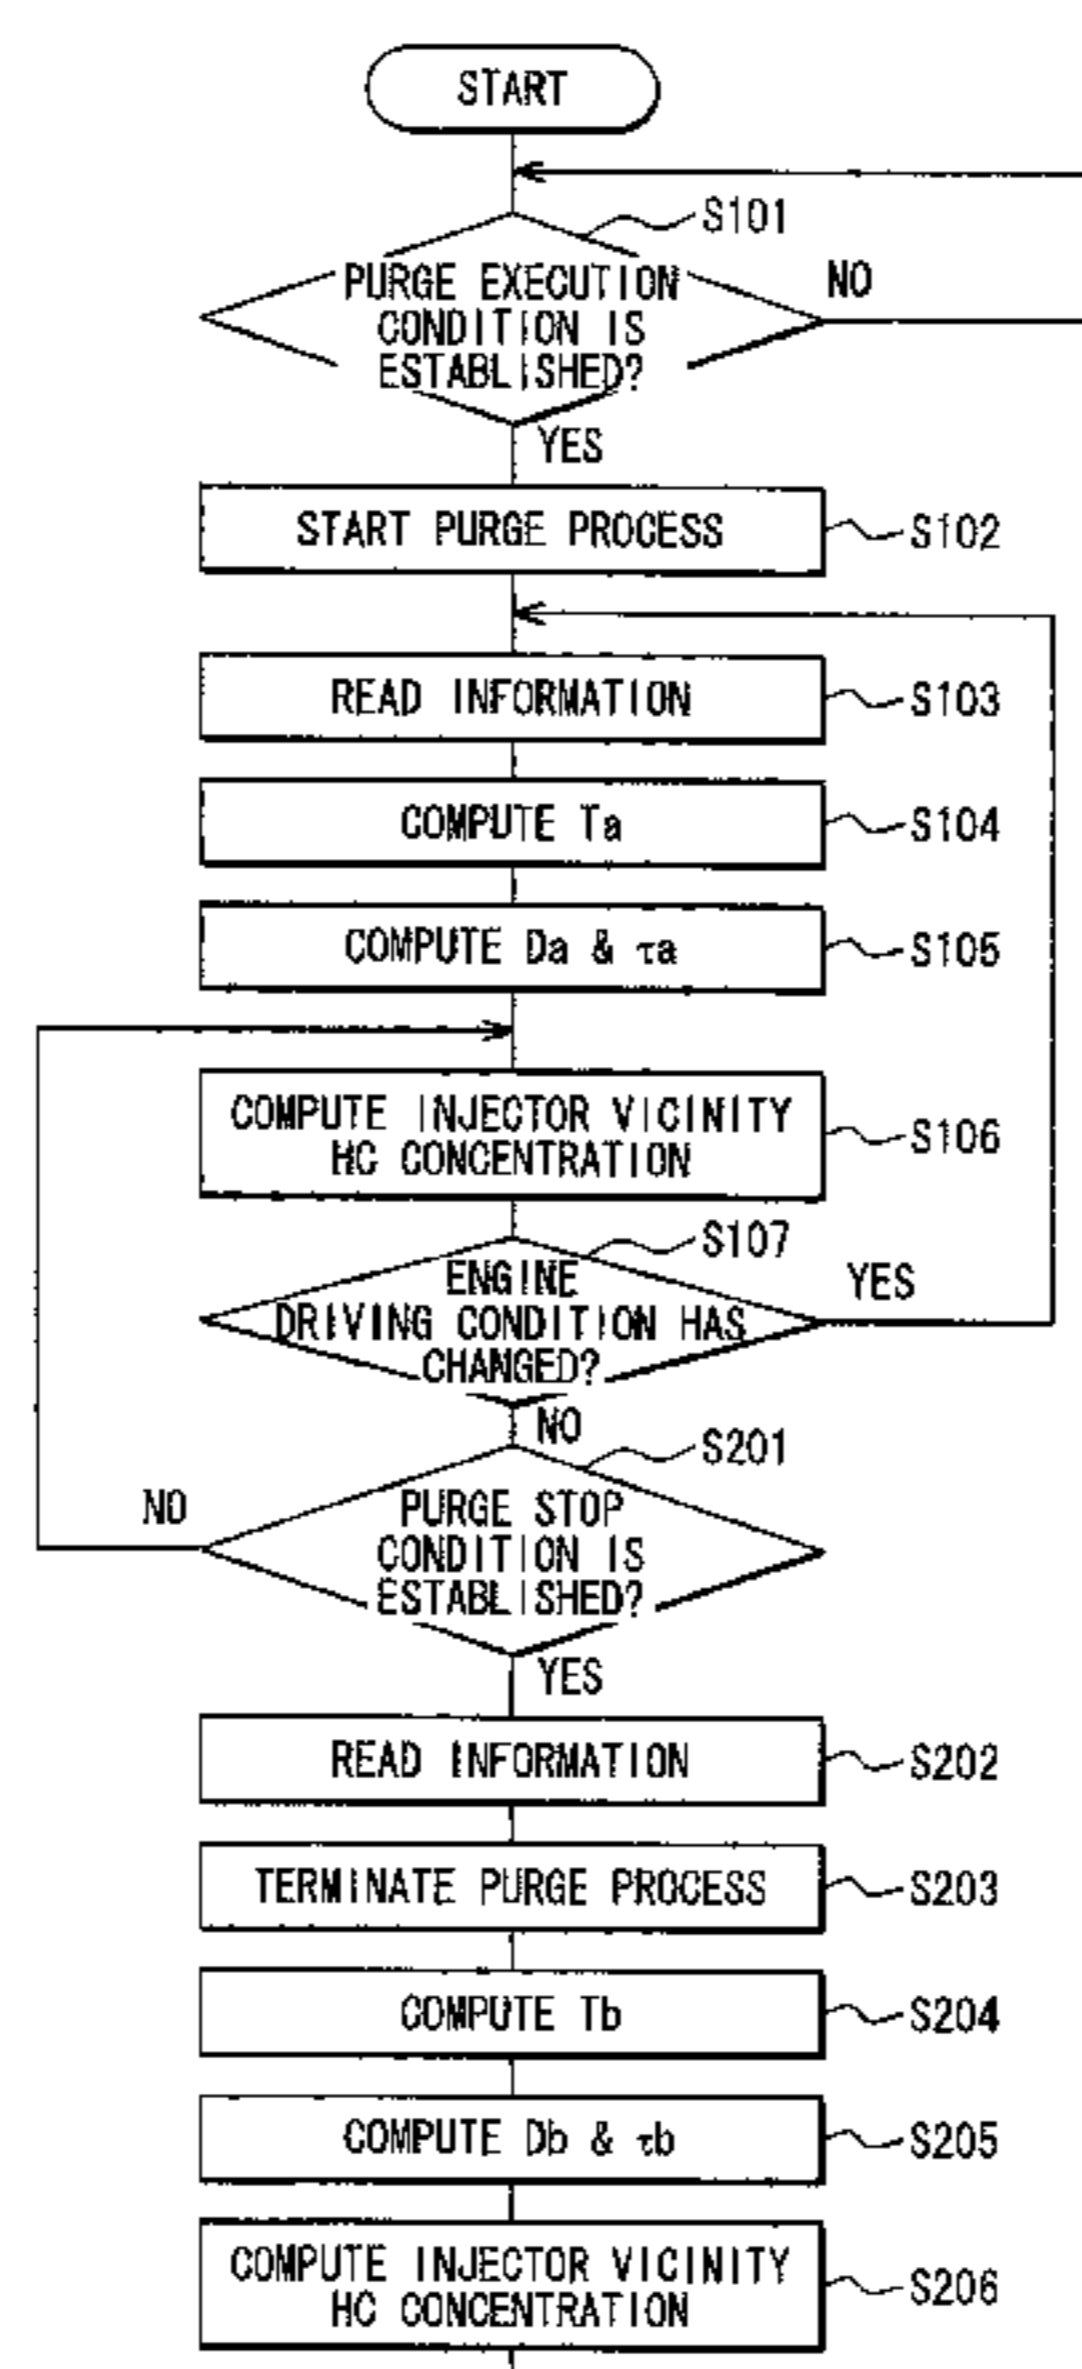 START
S101
PURGE EXECUTION
CONDITION IS
ESTABLISHED?
NO
YES
START PURGE PROCESS
S102
READ INFORMATION
S103
COMPUTE Ta
S104
COMPUTE Da & τa
S105
COMPUTE INJECTOR VICINITY
HC CONCENTRATION
S106
S107
ENGINE
DRIVING CONDITION HAS
CHANGED?
YES
NO
S201
PURGE STOP
CONDITION IS
ESTABLISHED?
NO
YES
READ INFORMATION
S202
TERMINATE PURGE PROCESS
S203
COMPUTE Tb
S204
COMPUTE Db & τb
S205
COMPUTE INJECTOR VICINITY
HC CONCENTRATION
S206